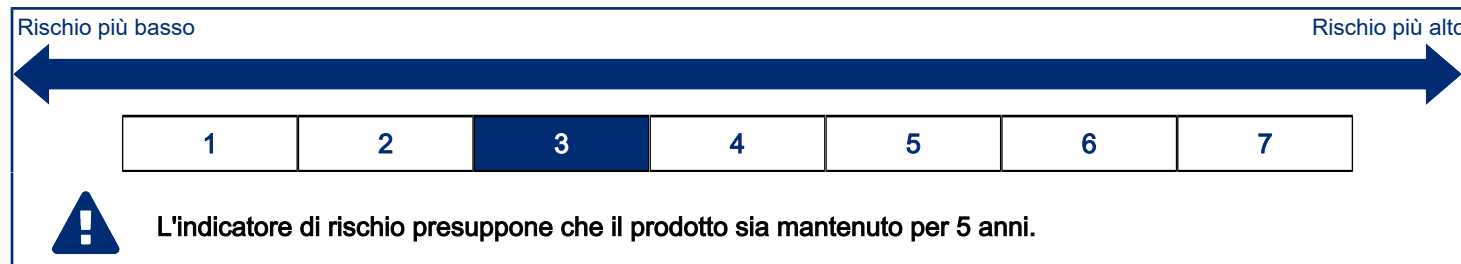 Rischio più basso Rischio più alto
1 2 3 4 5 6 7
L'indicatore di rischio presuppone che il prodotto sia mantenuto per 5 anni.